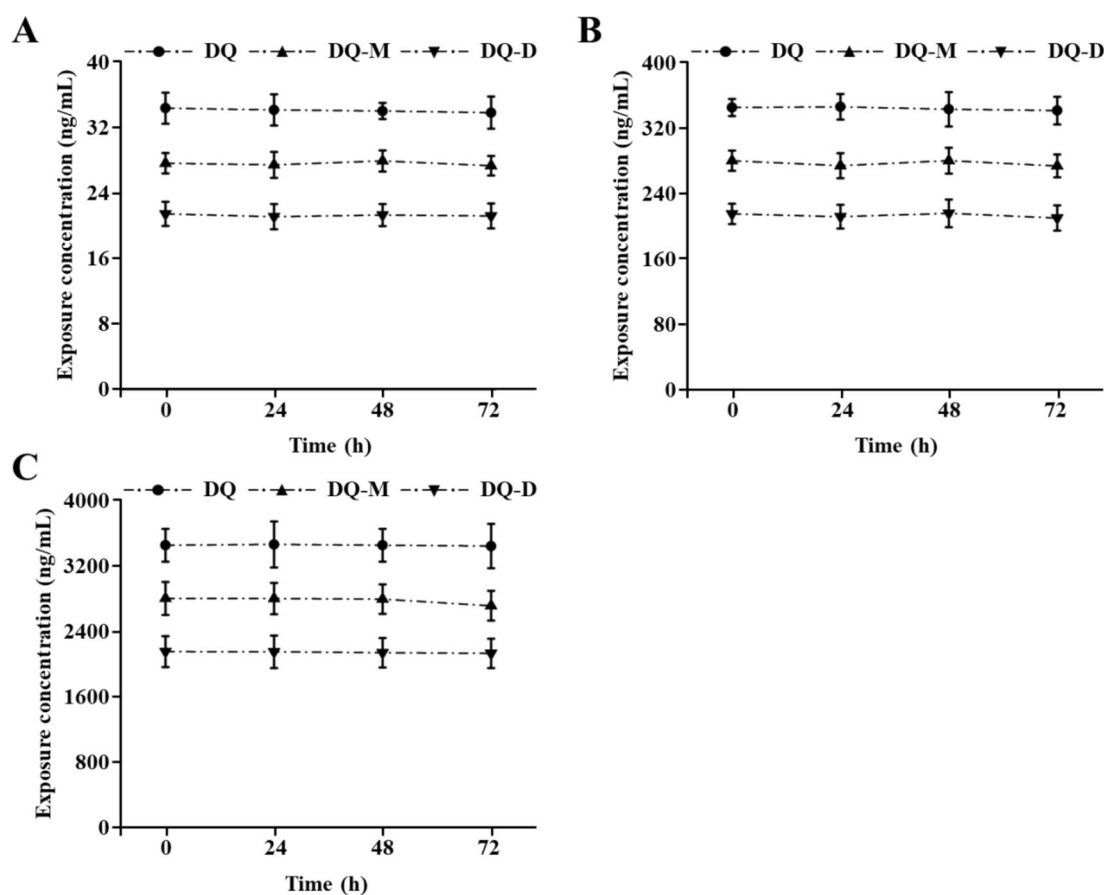 A
DQ DQ-M DQ-D
Exposure concentration (ng/mL)
40
32
24
16
8
0
0 24 48 72
Time (h)
B
DQ DQ-M DQ-D
Exposure concentration (ng/mL)
400
320
240
160
80
0
0 24 48 72
Time (h)
C
DQ DQ-M DQ-D
Exposure concentration (ng/mL)
4000
3200
2400
1600
800
0
0 24 48 72
Time (h)